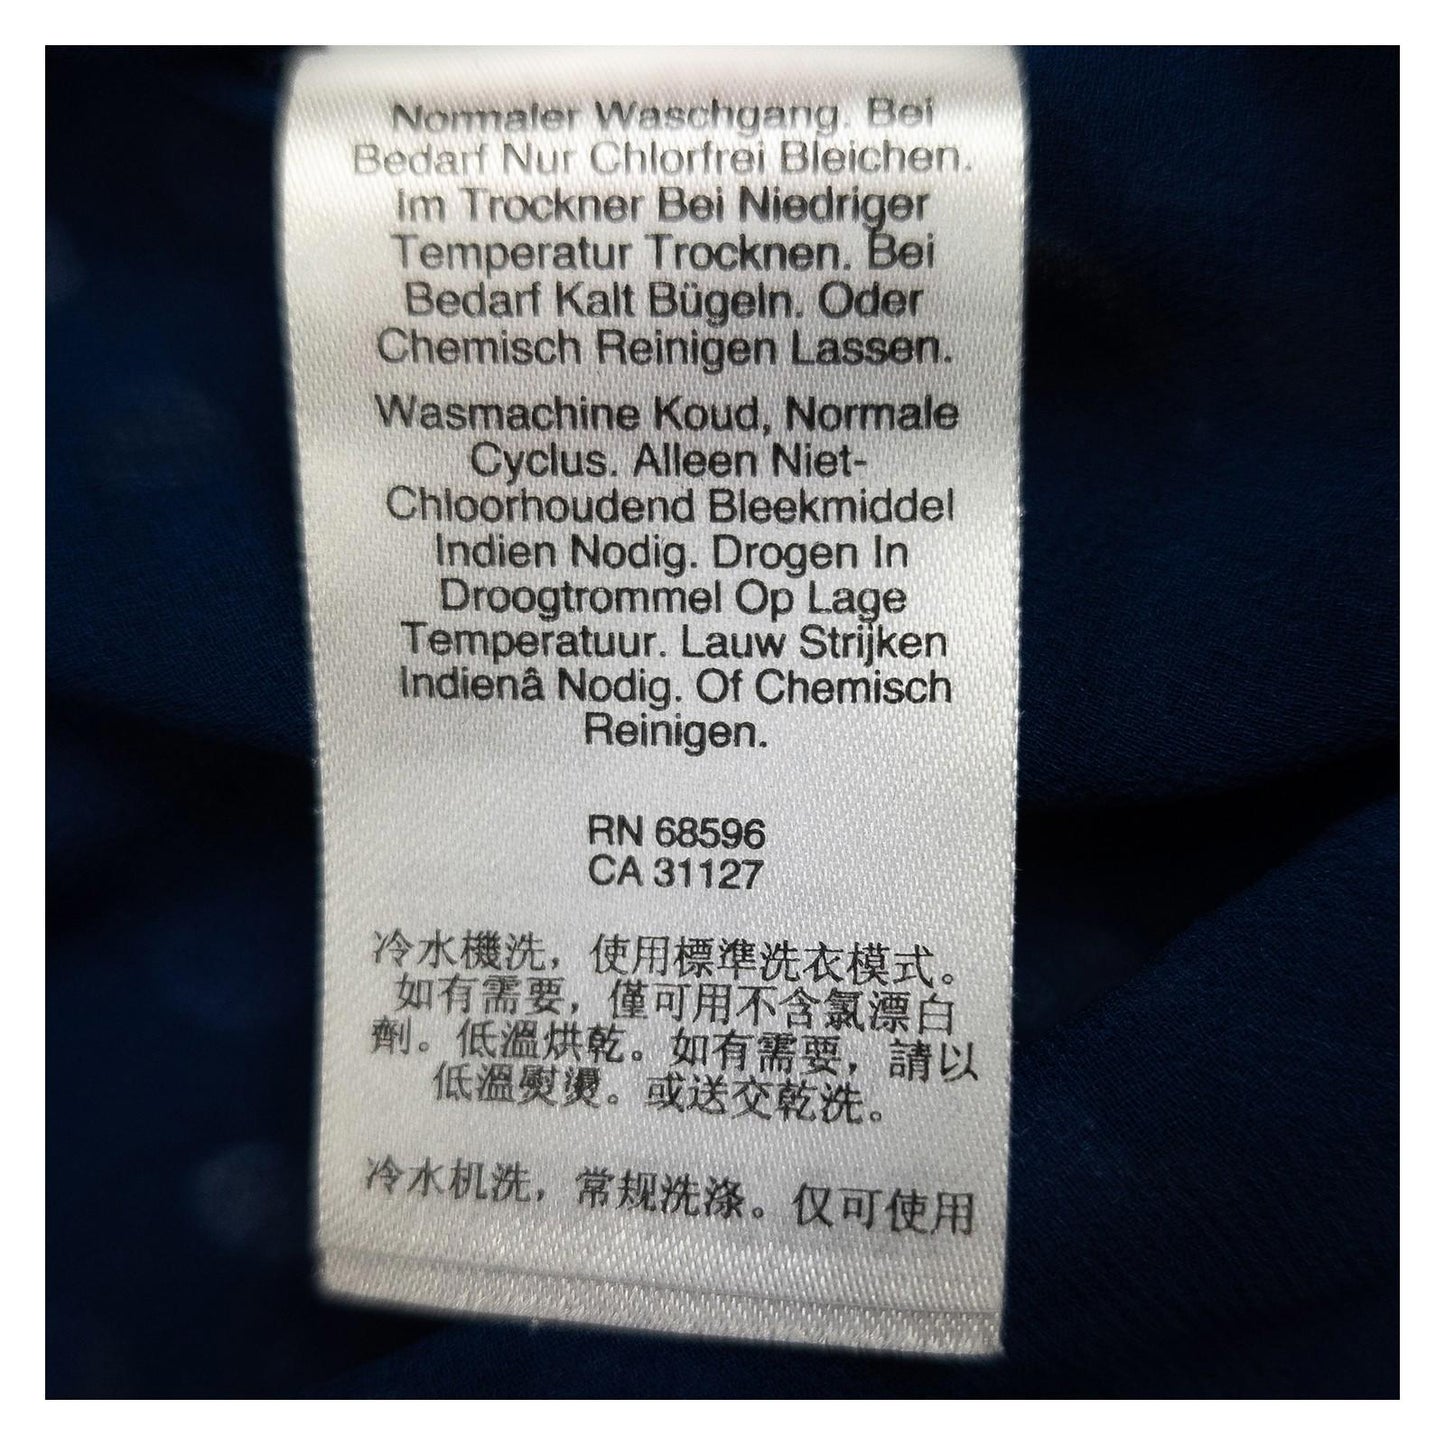 Normaler Waschgang. Bei
Bedarf Nur Chlorfrei Bleichen.
Im Trockner Bei Niedriger
Temperatur Trocknen. Bei
Bedarf Kalt Bügeln. Oder
Chemisch Reinigen Lassen.
Wasmachine Koud, Normale
Cyclus. Alleen Niet-
Chloorhoudend Bleekmiddel
Indien Nodig. Drogen In
Droogtrommel Op Lage
Temperatuur. Lauw Strijken
Indienâ Nodig. Of Chemisch
Reinigen.
RN 68596
CA 31127
冷水機洗，使用標準洗衣模式。
如有需要，僅可用不含氯漂白
劑。低溫烘乾。如有需要，請以
低溫熨燙。或送交乾洗。
冷水机洗，常规洗涤。仅可使用